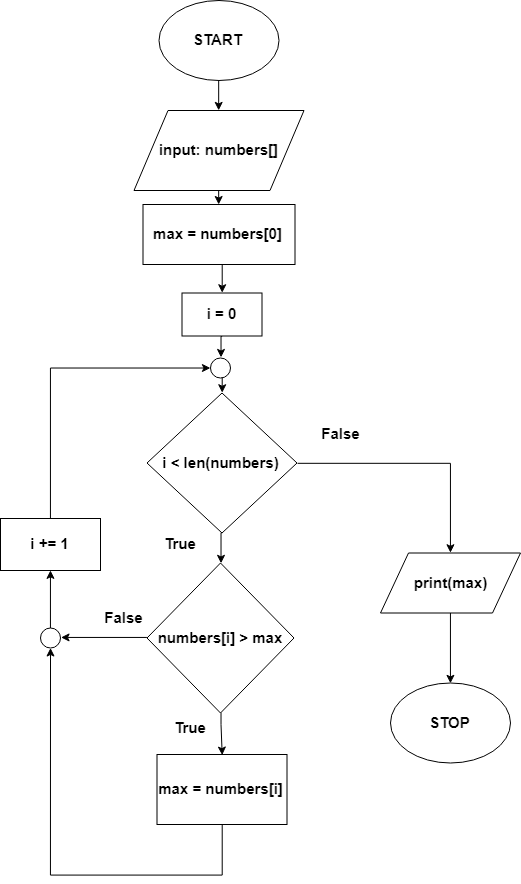 START
input: numbers[]
max = numbers[0]
i = 0
i < len(numbers)
False
True
i += 1
print(max)
False
numbers[i] > max
STOP
True
max = numbers[i]